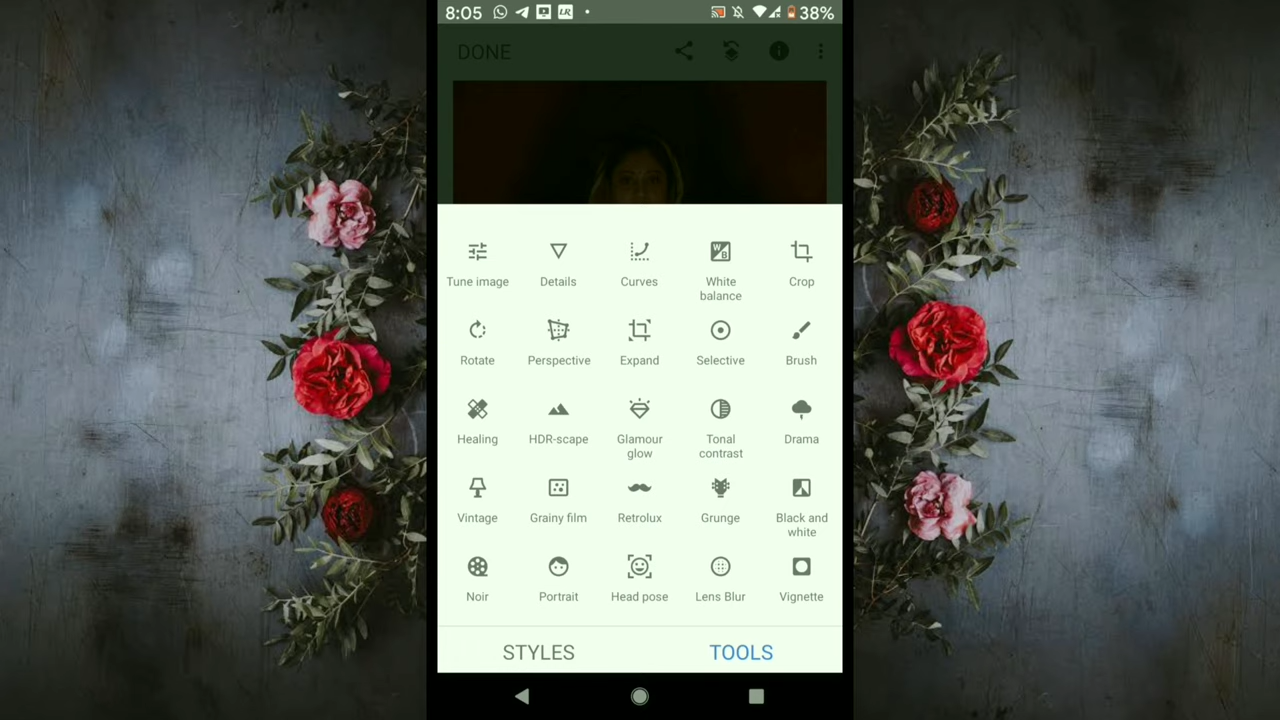 8:05 LR 38%
DONE
Tune image Details Curves White balance Crop
Rotate Perspective Expand Selective Brush
Healing HDR-scape Glamour glow Tonal contrast Drama
Vintage Grainy film Retrolux Grunge Black and white
Noir Portrait Head pose Lens Blur Vignette
STYLES TOOLS